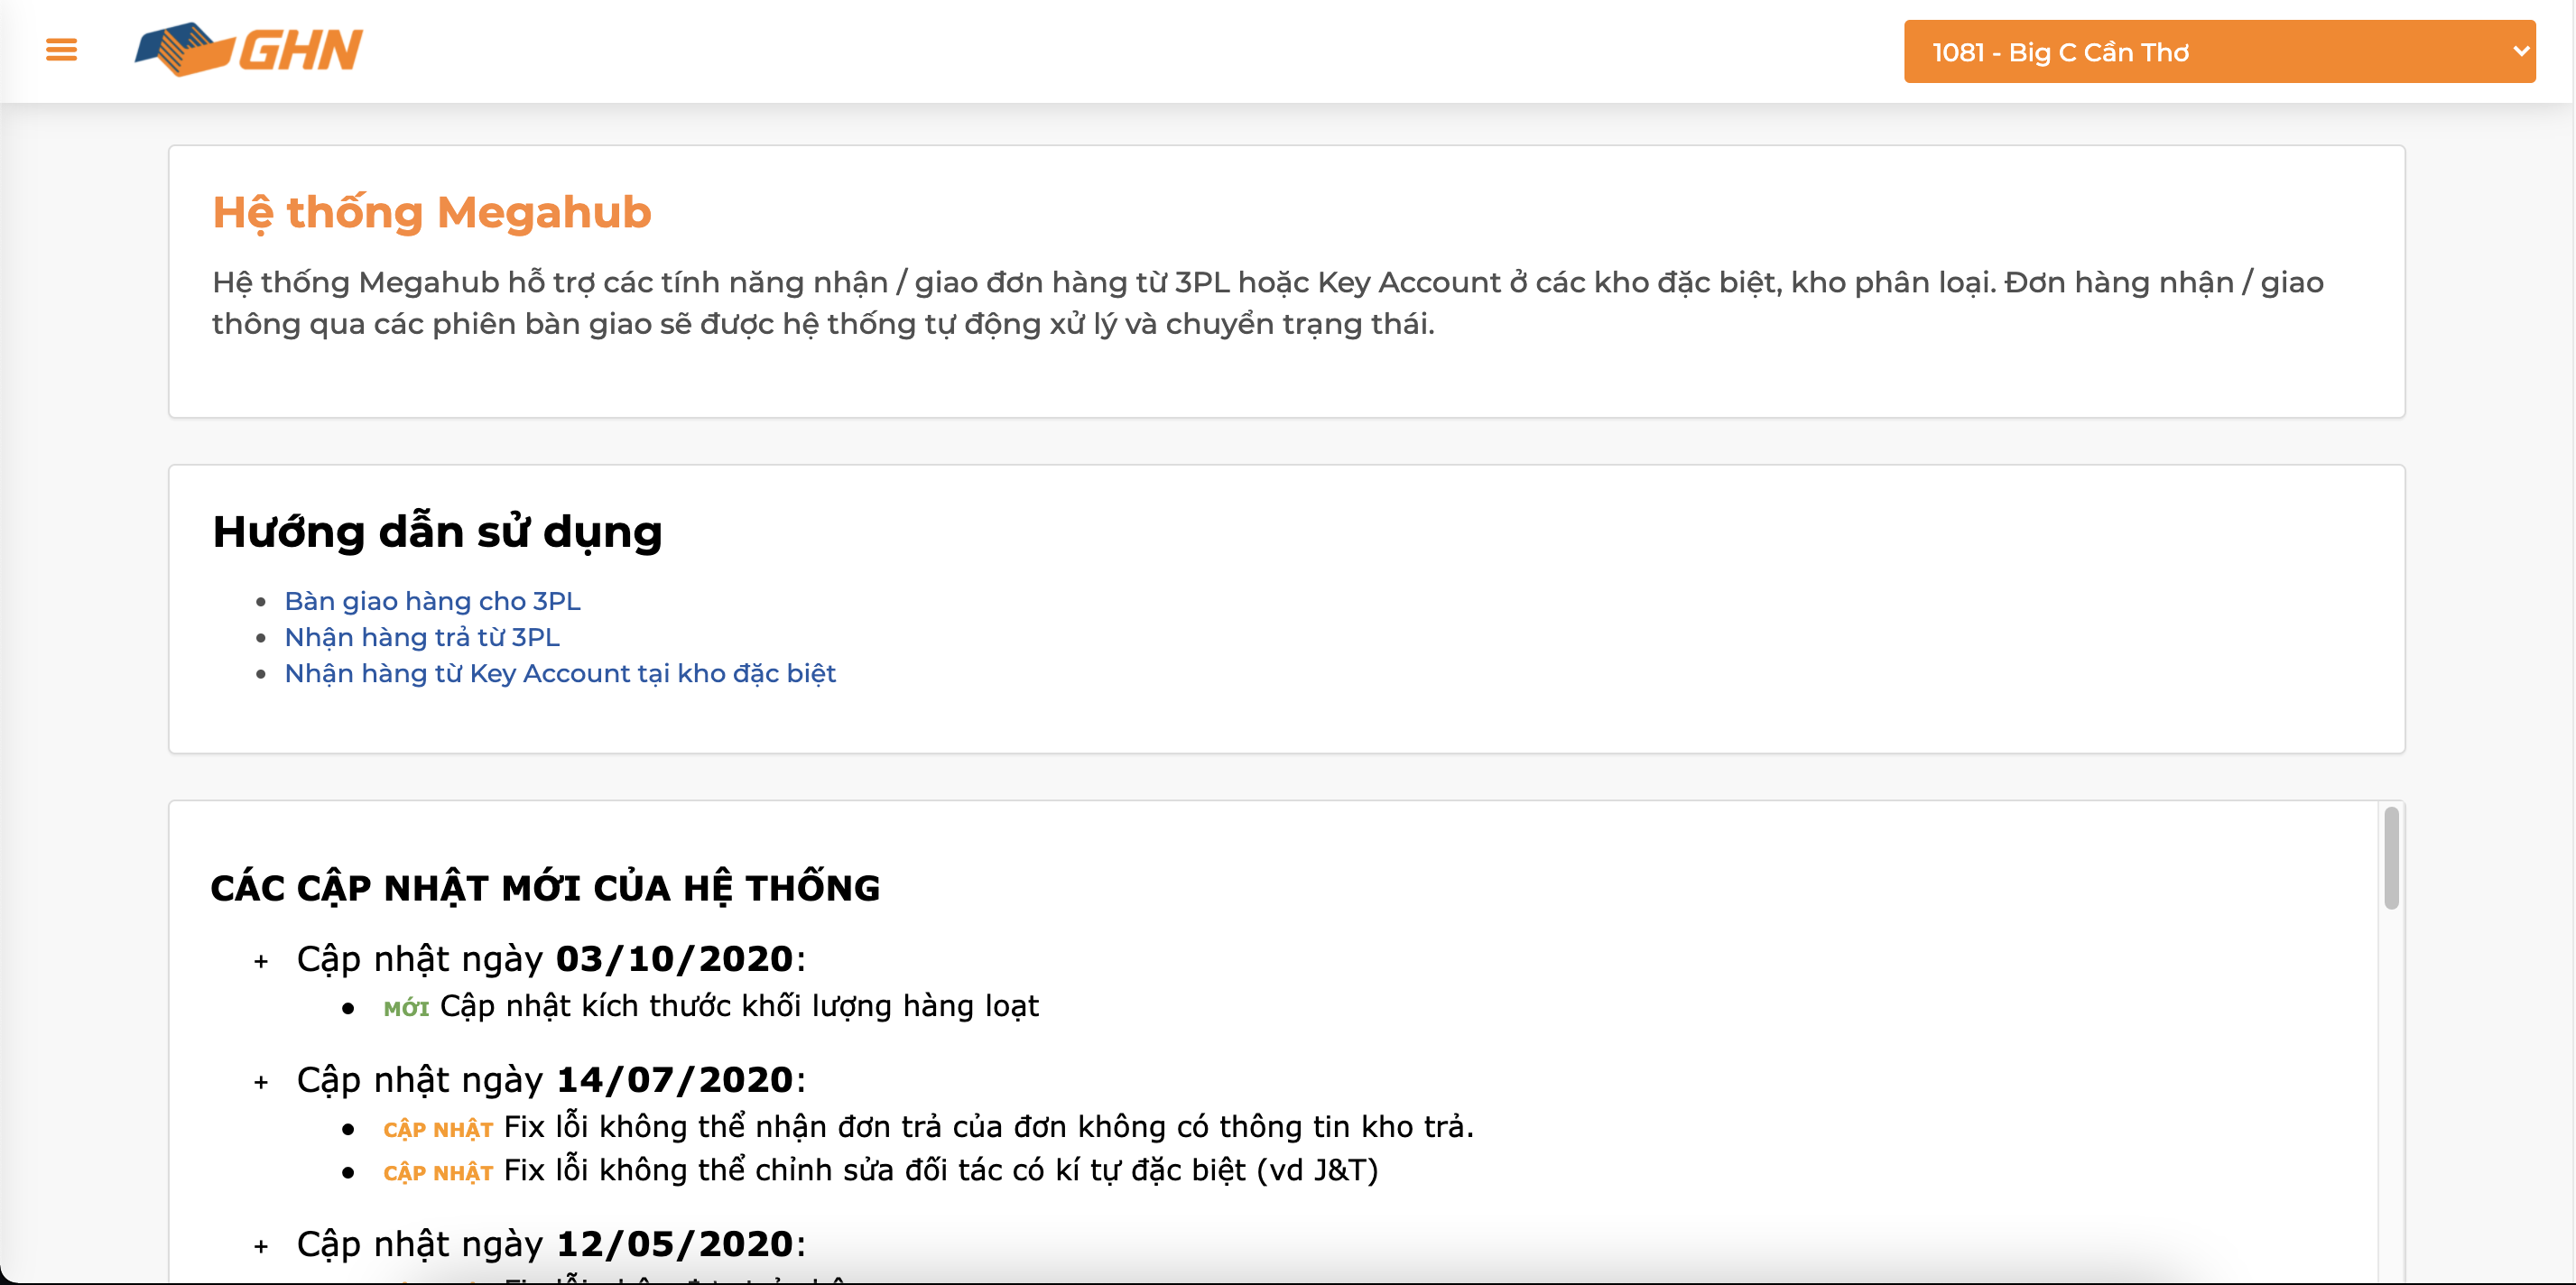 GHN
1081 - Big C Cần Thơ
Hệ thống Megahub
Hệ thống Megahub hỗ trợ các tính năng nhận / giao đơn hàng từ 3PL hoặc Key Account ở các kho đặc biệt, kho phân loại. Đơn hàng nhận / giao
thông qua các phiên bàn giao sẽ được hệ thống tự động xử lý và chuyển trạng thái.
Hướng dẫn sử dụng
Bàn giao hàng cho 3PL
Nhận hàng trả từ 3PL
Nhận hàng từ Key Account tại kho đặc biệt
CÁC CẬP NHẬT MỚI CỦA HỆ THỐNG
+ Cập nhật ngày 03/10/2020:
MỚI Cập nhật kích thước khối lượng hàng loạt
+ Cập nhật ngày 14/07/2020:
CẬP NHẬT Fix lỗi không thể nhận đơn trả của đơn không có thông tin kho trả.
CẬP NHẬT Fix lỗi không thể chỉnh sửa đối tác có kí tự đặc biệt (vd J&T)
+ Cập nhật ngày 12/05/2020: